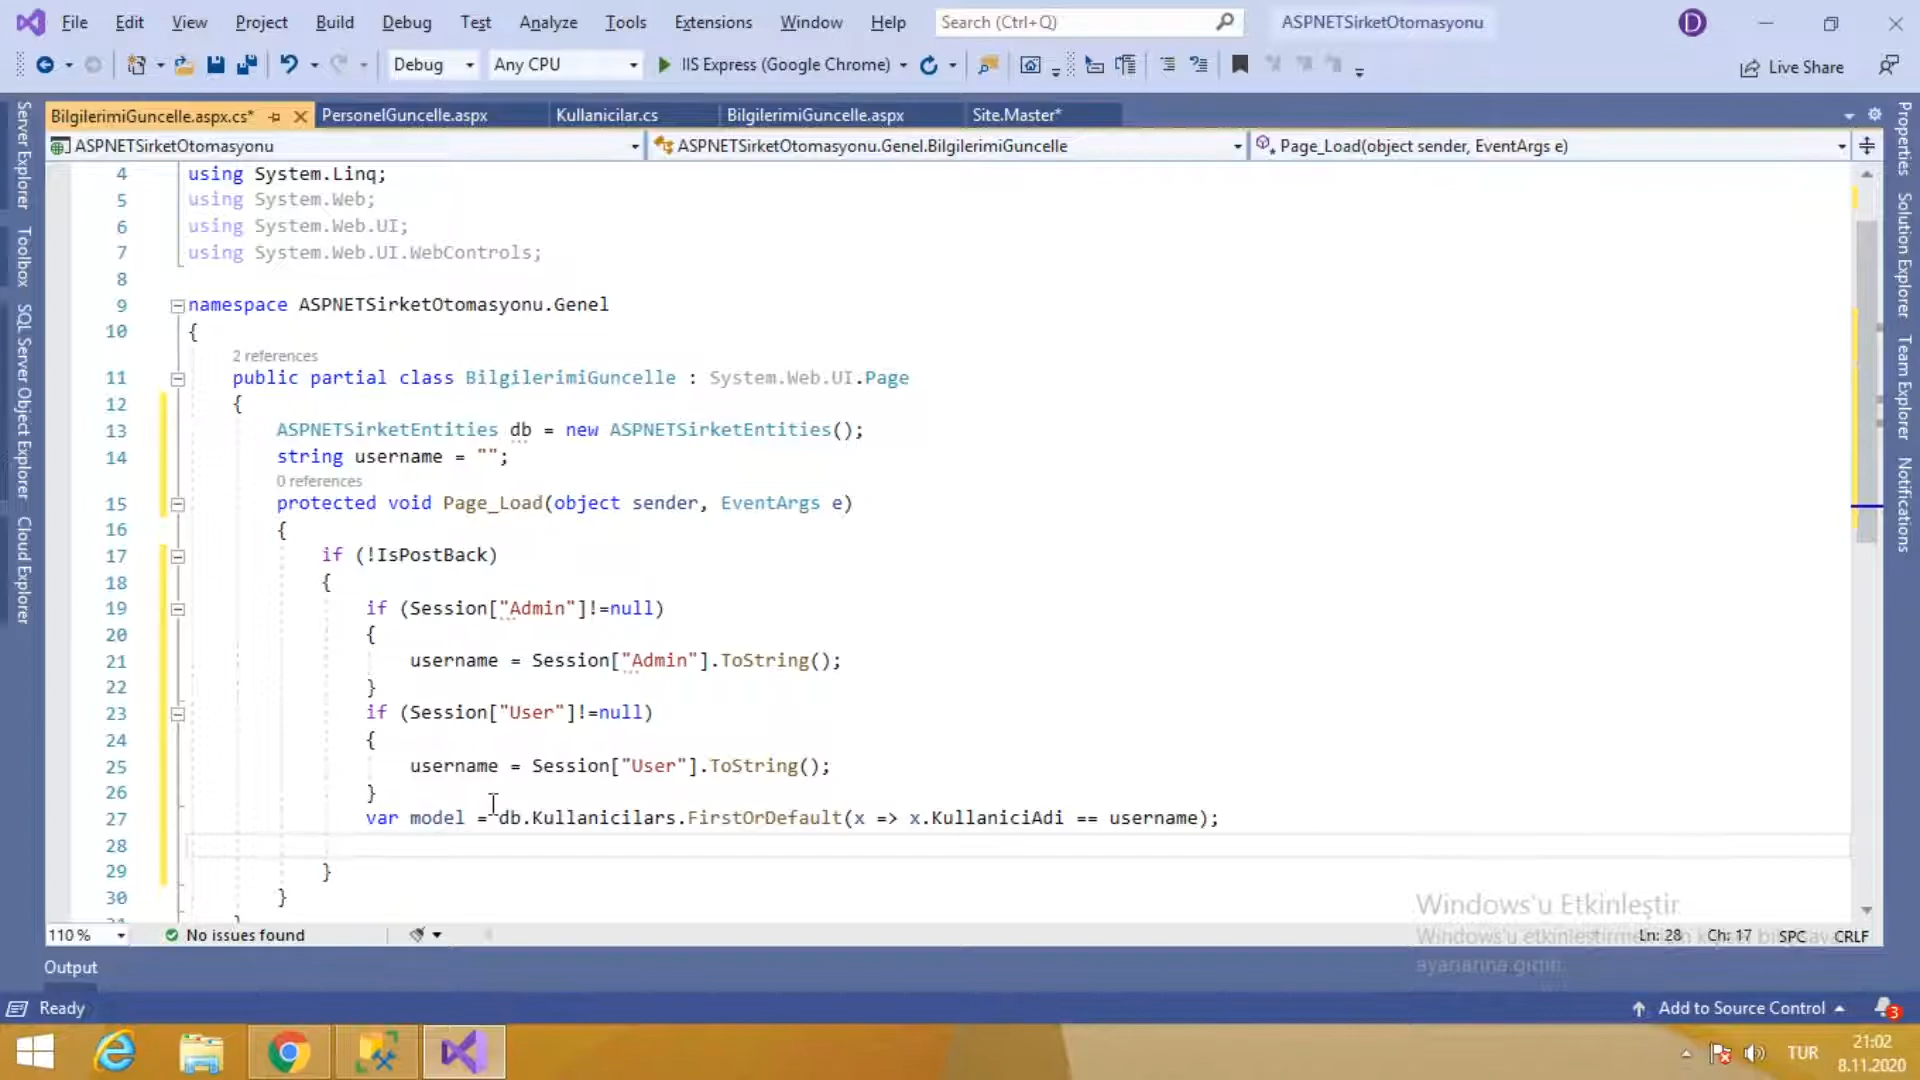 File Edit View Project Build Debug Test Analyze Tools Extensions Window Help Search (Ctrl+Q) ASPNETSirketOtomasyonu D
Debug Any CPU IIS Express (Google Chrome) Live Share
BilgilerimiGuncelle.aspx.cs* PersonelGuncelle.aspx Kullanicilar.cs BilgilerimiGuncelle.aspx Site.Master*
ASPNETSirketOtomasyonu ASPNETSirketOtomasyonu.Genel.BilgilerimiGuncelle Page_Load(object sender, EventArgs e)
Server Explorer
Toolbox
SQL Server Object Explorer
Cloud Explorer
4 using System.Linq;
5 using System.Web;
6 using System.Web.UI;
7 using System.Web.UI.WebControls;
8
9 namespace ASPNETSirketOtomasyonu.Genel
10 {
2 references
11 public partial class BilgilerimiGuncelle : System.Web.UI.Page
12 {
13 ASPNETSirketEntities db = new ASPNETSirketEntities();
14 string username = "";
0 references
15 protected void Page_Load(object sender, EventArgs e)
16 {
17 if (!IsPostBack)
18 {
19 if (Session["Admin"]!=null)
20 {
21 username = Session["Admin"].ToString();
22 }
23 if (Session["User"]!=null)
24 {
25 username = Session["User"].ToString();
26 }
27 var model = db.Kullanicilars.FirstOrDefault(x => x.KullaniciAdi == username);
28
29 }
30 }
Properties
Solution Explorer
Team Explorer
Notifications
Windows'u Etkinleştir
Windows'u etkinleştirmek için
110 % No issues found Ln: 28 Ch: 17 SPC CRLF
Output
Ready Add to Source Control 3
TUR 21:02
8.11.2020